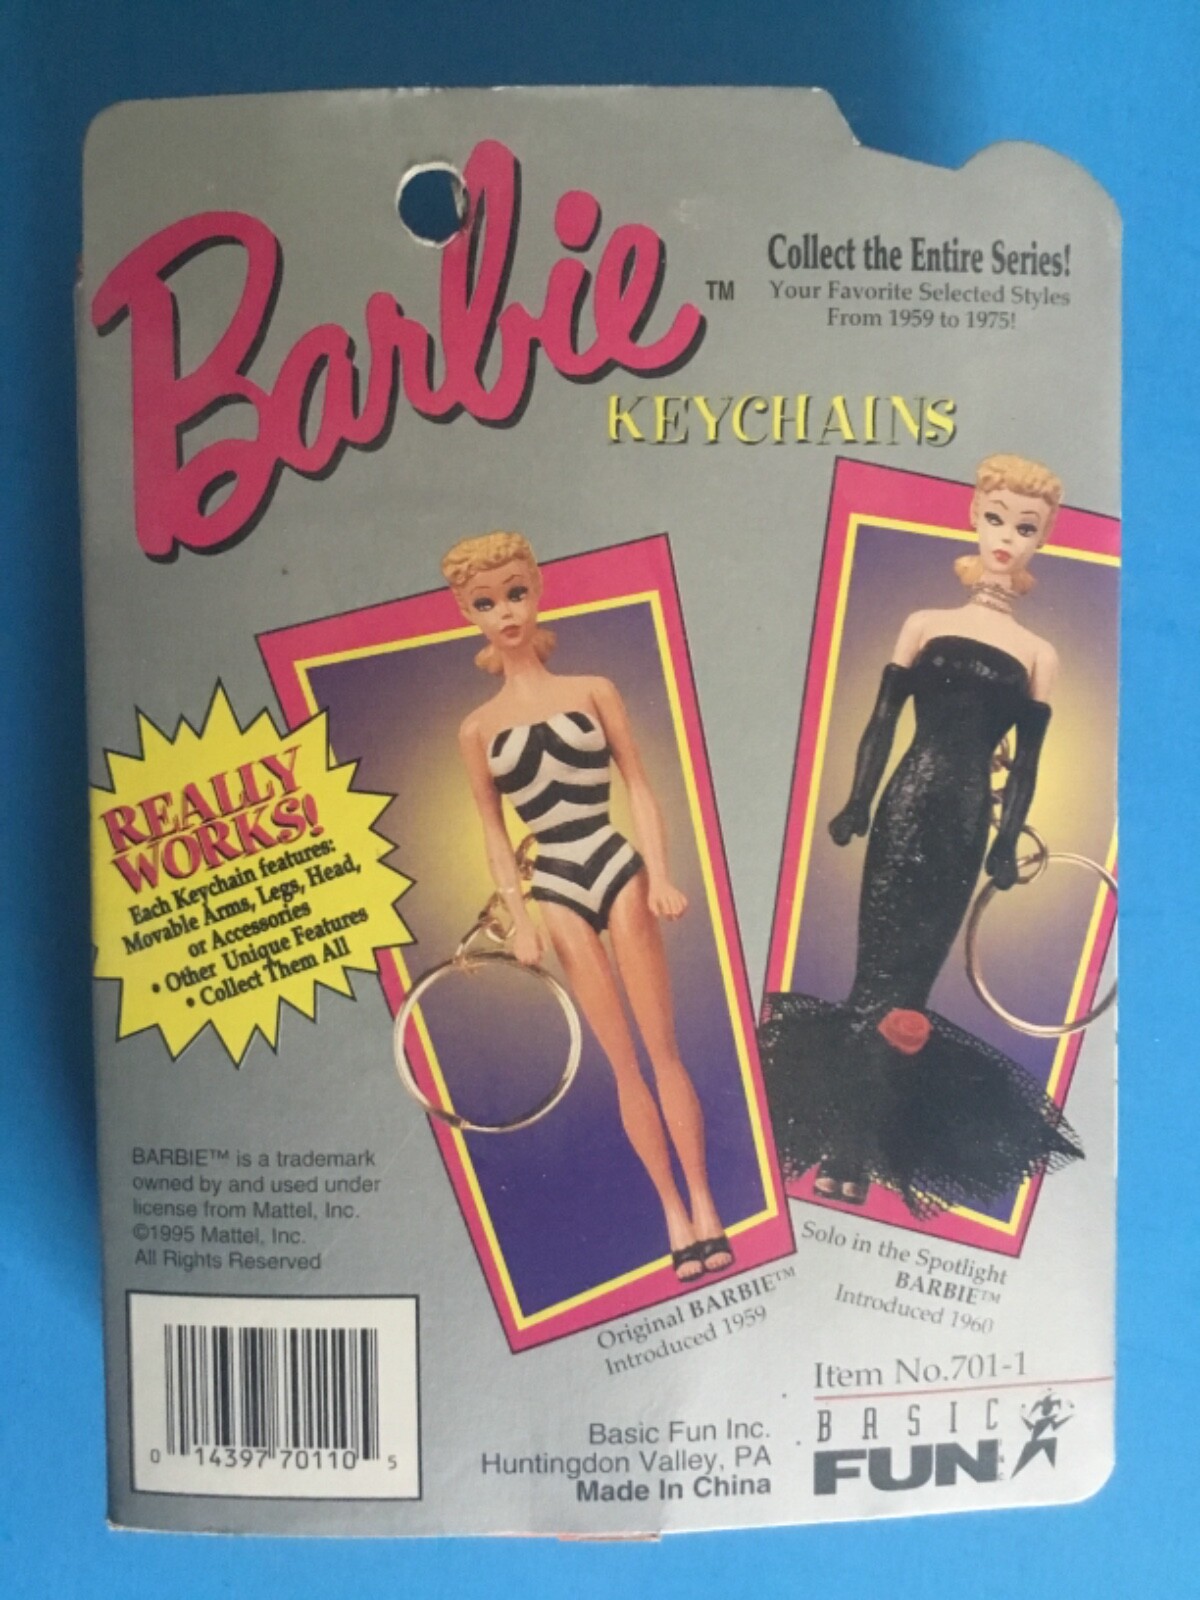 Barbie™
Collect the Entire Series!
Your Favorite Selected Styles
From 1959 to 1975!
KEYCHAINS
REALLY
WORKS!
Each Keychain features:
Movable Arms, Legs, Head,
or Accessories
• Other Unique Features
• Collect Them All
BARBIE™ is a trademark
owned by and used under
license from Mattel, Inc.
©1995 Mattel, Inc.
All Rights Reserved
Original BARBIE™
Introduced 1959
Solo in the Spotlight
BARBIE™
Introduced 1960
Item No.701-1
BASIC
FUN INC
Basic Fun Inc.
Huntingdon Valley, PA
Made In China
0 14397 70110 5